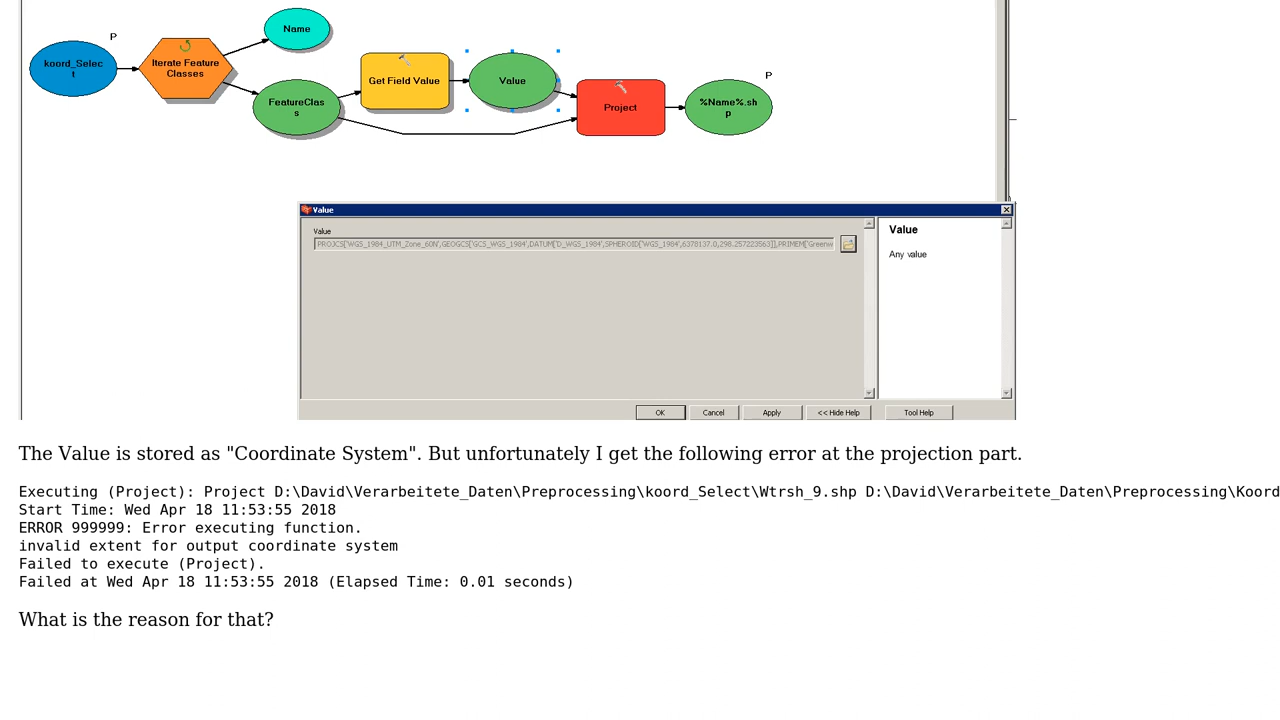 Name
P
koord_Selec
t
Iterate Feature
Classes
FeatureClas
s
Get Field Value
Value
Project
P
%Name%.sh
p
Value
Value
PROJCS['WGS_1984_UTM_Zone_60N',GEOGCS['GCS_WGS_1984',DATUM['D_WGS_1984',SPHEROID['WGS_1984',6378137.0,298.257223563]],PRIMEM['Greenw
Value
Any value
OK
Cancel
Apply
<< Hide Help
Tool Help
The Value is stored as "Coordinate System". But unfortunately I get the following error at the projection part.
Executing (Project): Project D:\David\Verarbeitete_Daten\Preprocessing\koord_Select\Wtrsh_9.shp D:\David\Verarbeitete_Daten\Preprocessing\Koord
Start Time: Wed Apr 18 11:53:55 2018
ERROR 999999: Error executing function.
invalid extent for output coordinate system
Failed to execute (Project).
Failed at Wed Apr 18 11:53:55 2018 (Elapsed Time: 0.01 seconds)
What is the reason for that?